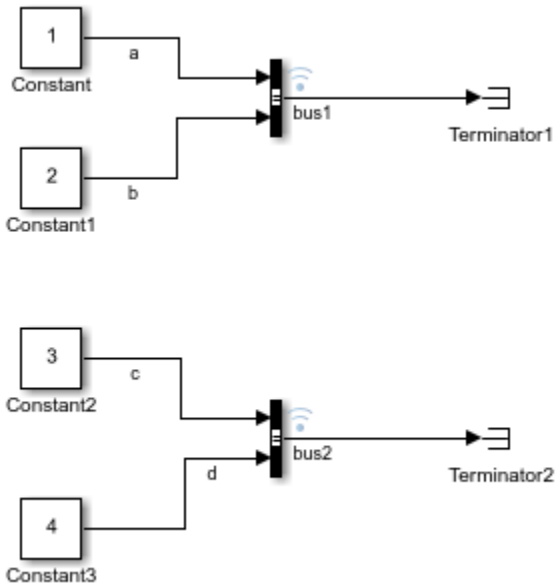 1
a
Constant
bus1
Terminator1
2
b
Constant1
3
c
Constant2
bus2
d
Terminator2
4
Constant3